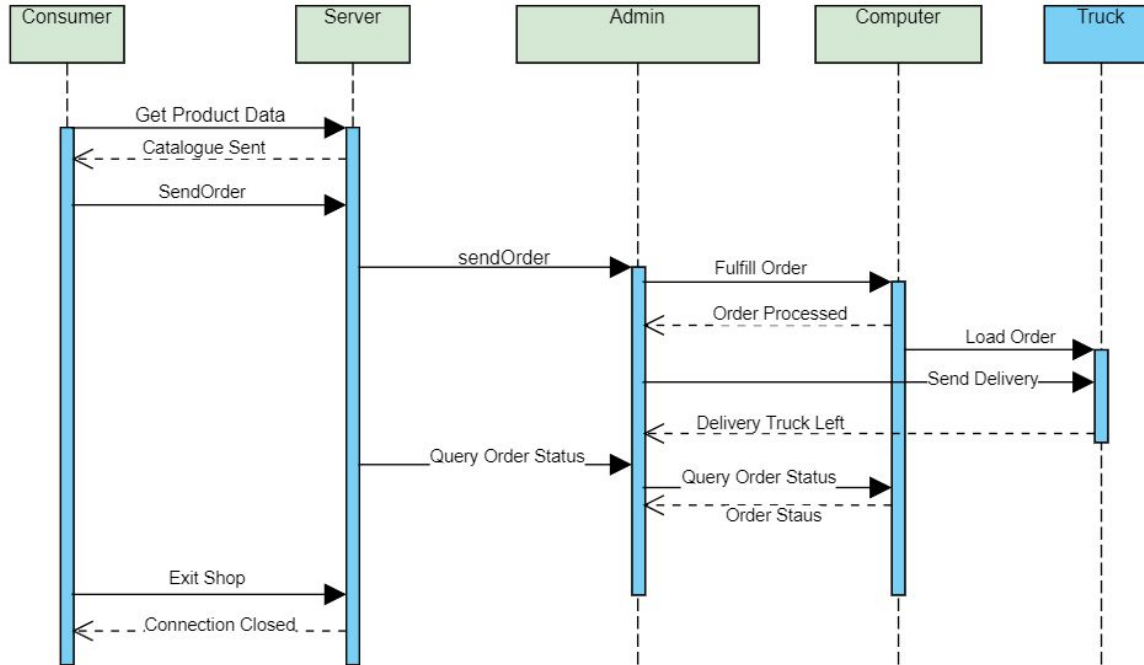 Consumer
Server
Admin
Computer
Truck
Get Product Data
Catalogue Sent
SendOrder
sendOrder
Fulfill Order
Order Processed
Load Order
Send Delivery
Delivery Truck Left
Query Order Status
Query Order Status
Order Staus
Exit Shop
Connection Closed